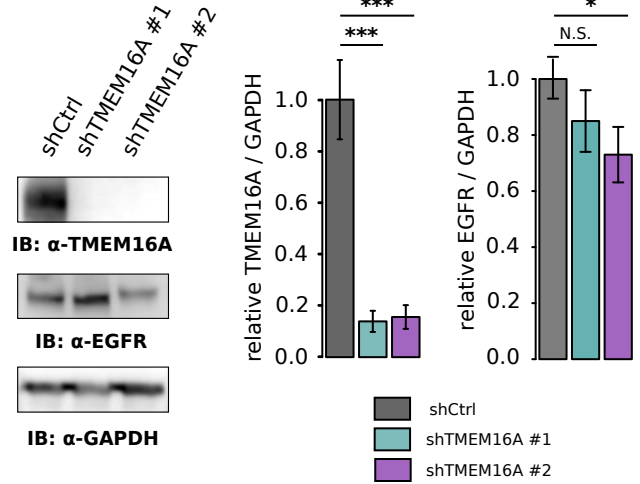 shCtrl
shTMEM16A #1
shTMEM16A #2
IB: α-TMEM16A
IB: α-EGFR
IB: α-GAPDH
***
***
relative TMEM16A / GAPDH
1.0
0.8
0.6
0.4
0.2
0.0
*
N.S.
relative EGFR / GAPDH
1.0
0.8
0.6
0.4
0.2
0.0
shCtrl
shTMEM16A #1
shTMEM16A #2